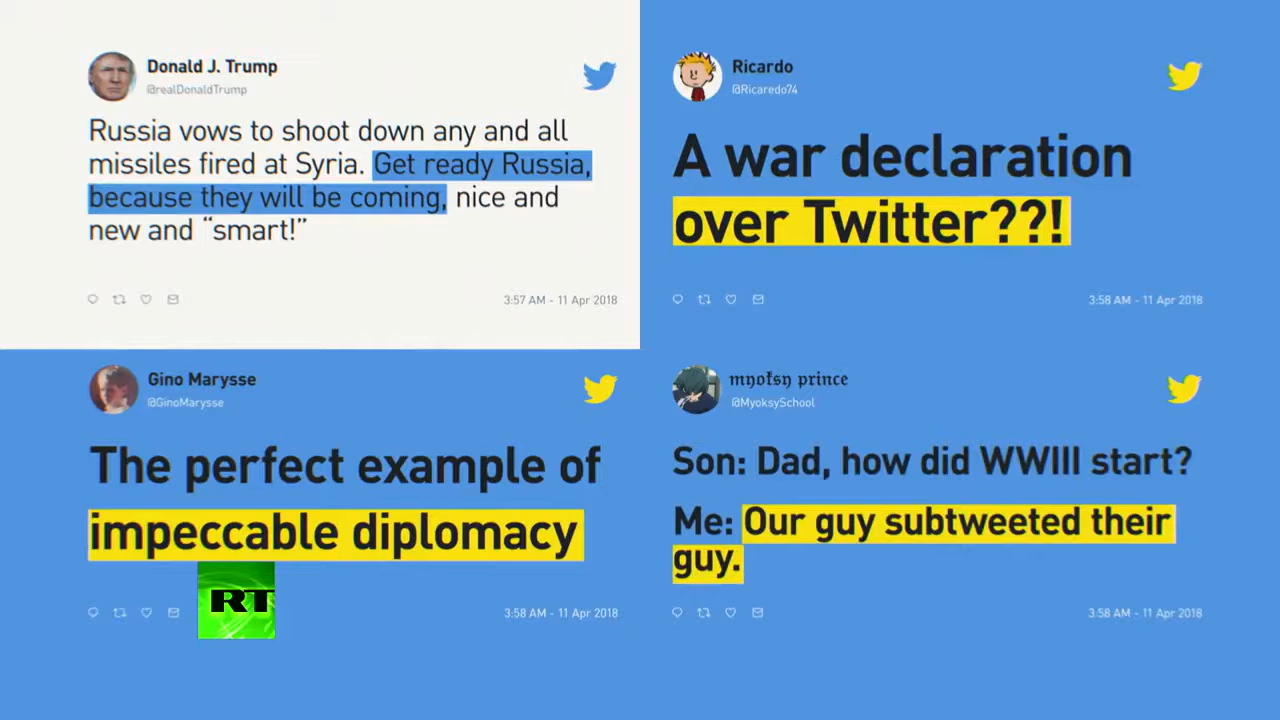 Donald J. Trump
@realDonaldTrump
Russia vows to shoot down any and all
missiles fired at Syria. Get ready Russia,
because they will be coming, nice and
new and “smart!”
3:57 AM - 11 Apr 2018
Ricardo
@Ricaredo74
A war declaration
over Twitter??!
3:58 AM - 11 Apr 2018
Gino Marysse
@GinoMarysse
The perfect example of
impeccable diplomacy
RT
3:58 AM - 11 Apr 2018
𝔪𝔶𝔬𝔨𝔰𝔶 𝔭𝔯𝔦𝔫𝔠𝔢
@MyoksySchool
Son: Dad, how did WWIII start?
Me: Our guy subtweeted their
guy.
3:58 AM - 11 Apr 2018